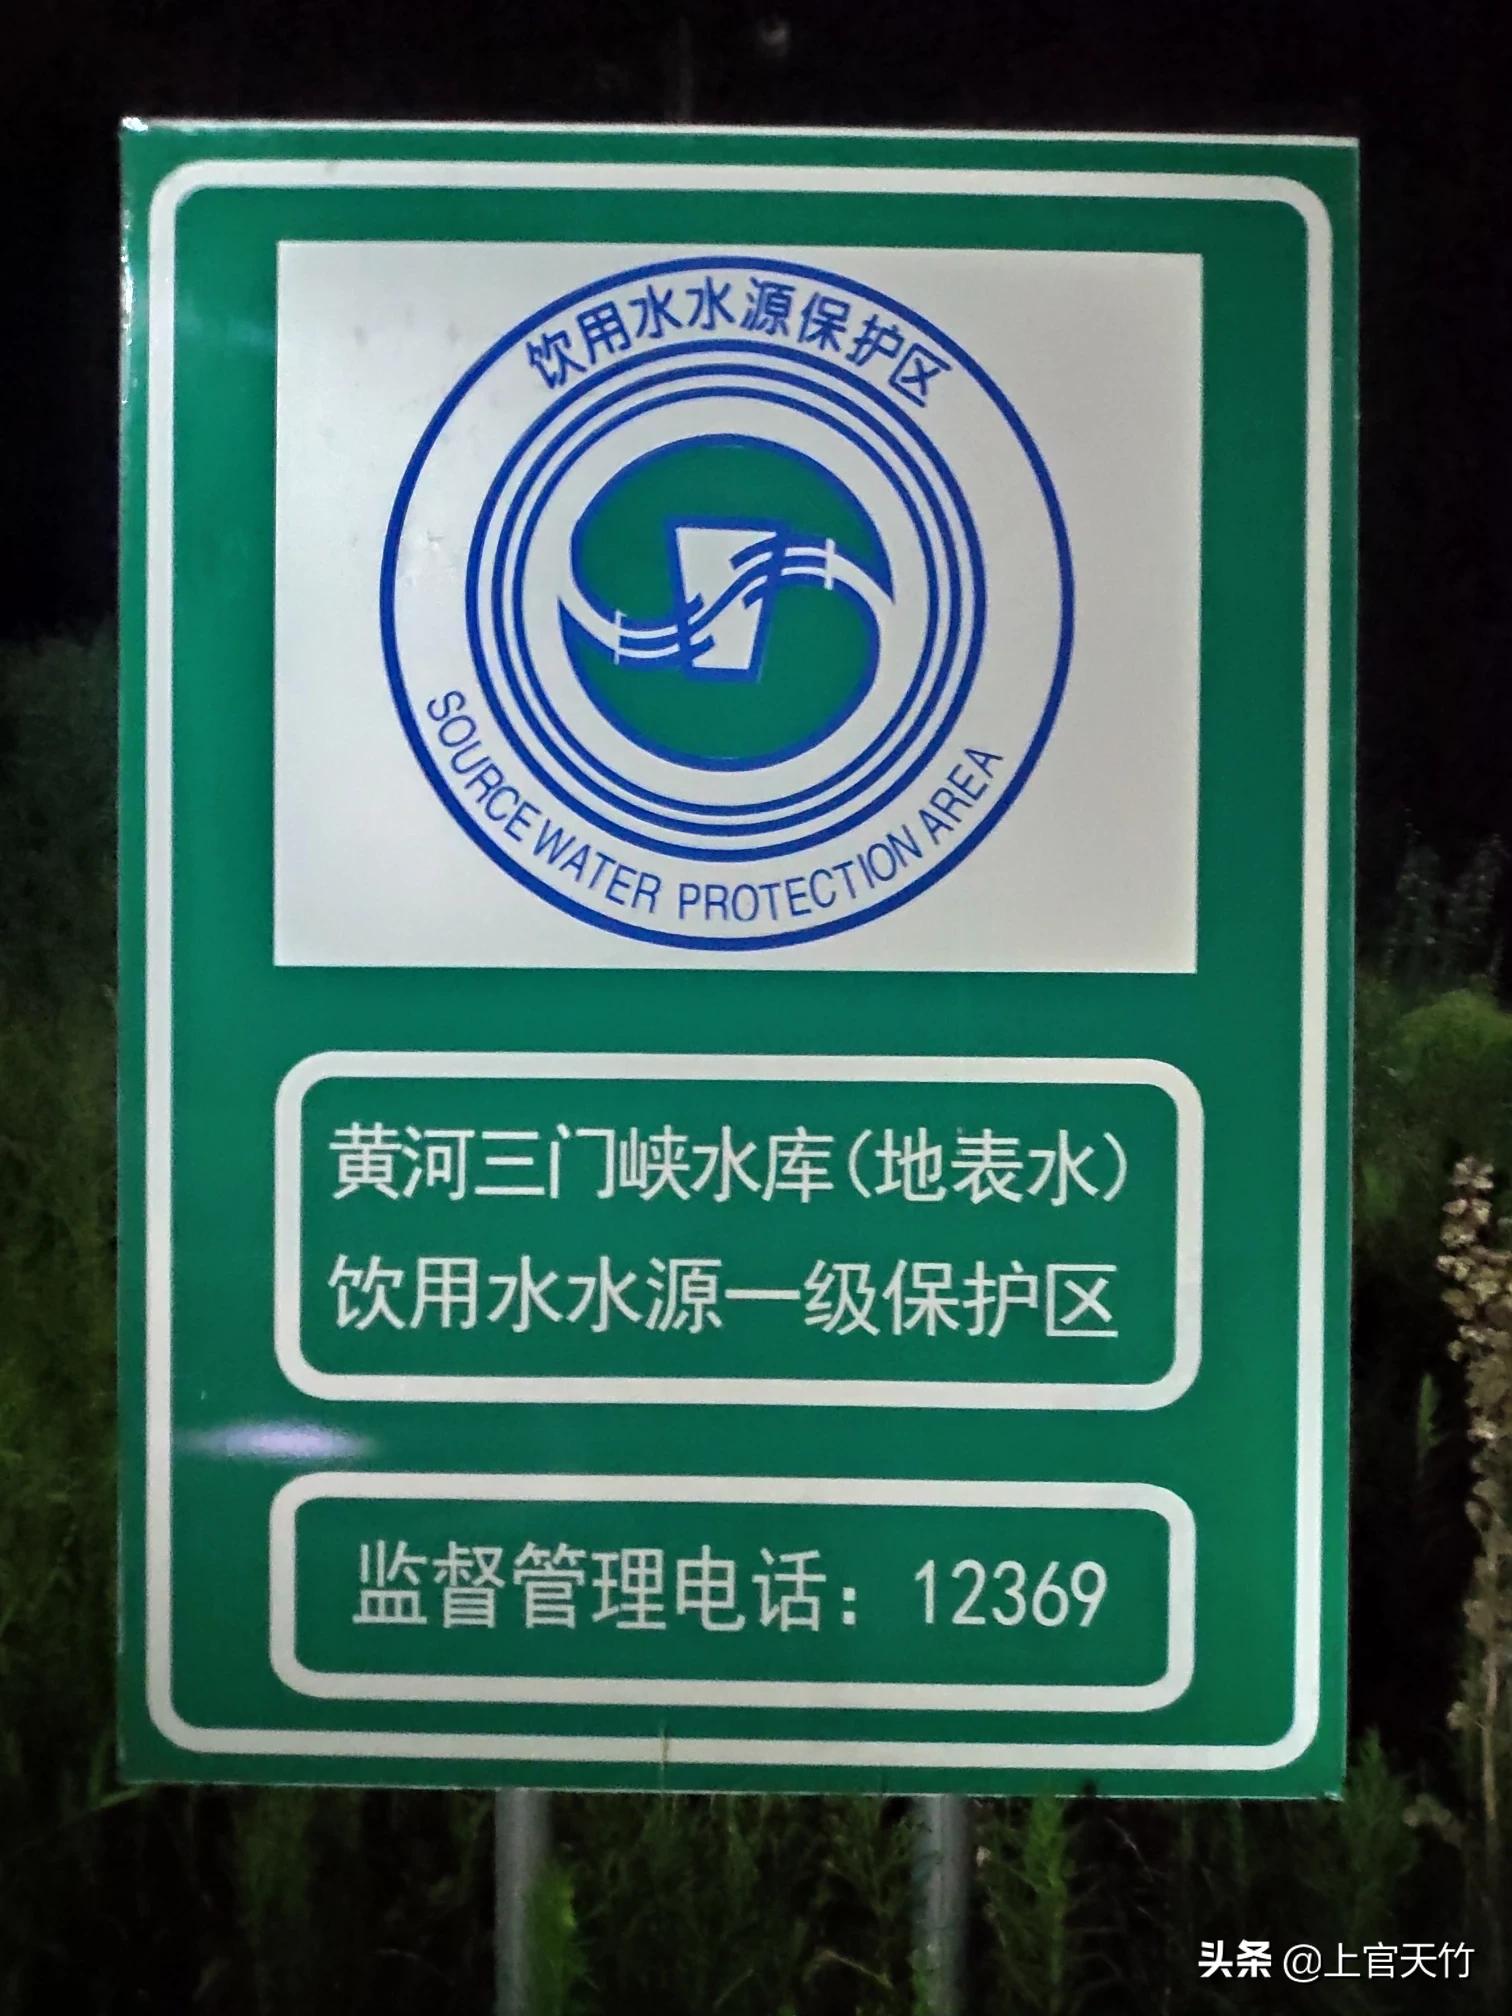 饮用水水源保护区
SOURCE WATER PROTECTION AREA
黄河三门峡水库(地表水)
饮用水水源一级保护区
监督管理电话：12369
头条 @上官天竹